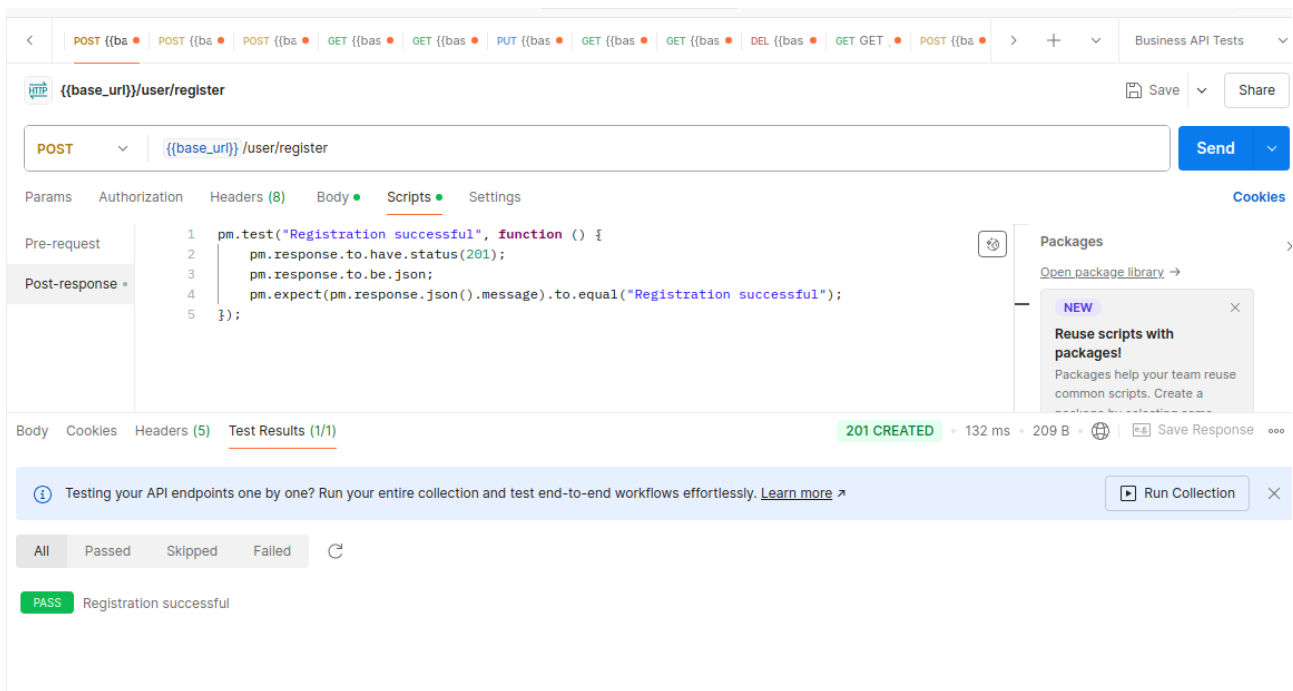 POST {{ba POST {{ba POST {{ba GET {{bas GET {{bas PUT {{bas GET {{bas GET {{bas DEL {{bas GET GET . POST {{ba Business API Tests
HTTP {{base_url}}/user/register Save Share
POST {{base_url}} /user/register Send
Params Authorization Headers (8) Body Scripts Settings Cookies
Pre-request
Post-response
1 pm.test("Registration successful", function () {
2 pm.response.to.have.status(201);
3 pm.response.to.be.json;
4 pm.expect(pm.response.json().message).to.equal("Registration successful");
5 });
Packages
Open package library →
NEW
Reuse scripts with
packages!
Packages help your team reuse
common scripts. Create a
Body Cookies Headers (5) Test Results (1/1) 201 CREATED 132 ms 209 B e.g. Save Response
Testing your API endpoints one by one? Run your entire collection and test end-to-end workflows effortlessly. Learn more ↗ Run Collection
All Passed Skipped Failed
PASS Registration successful